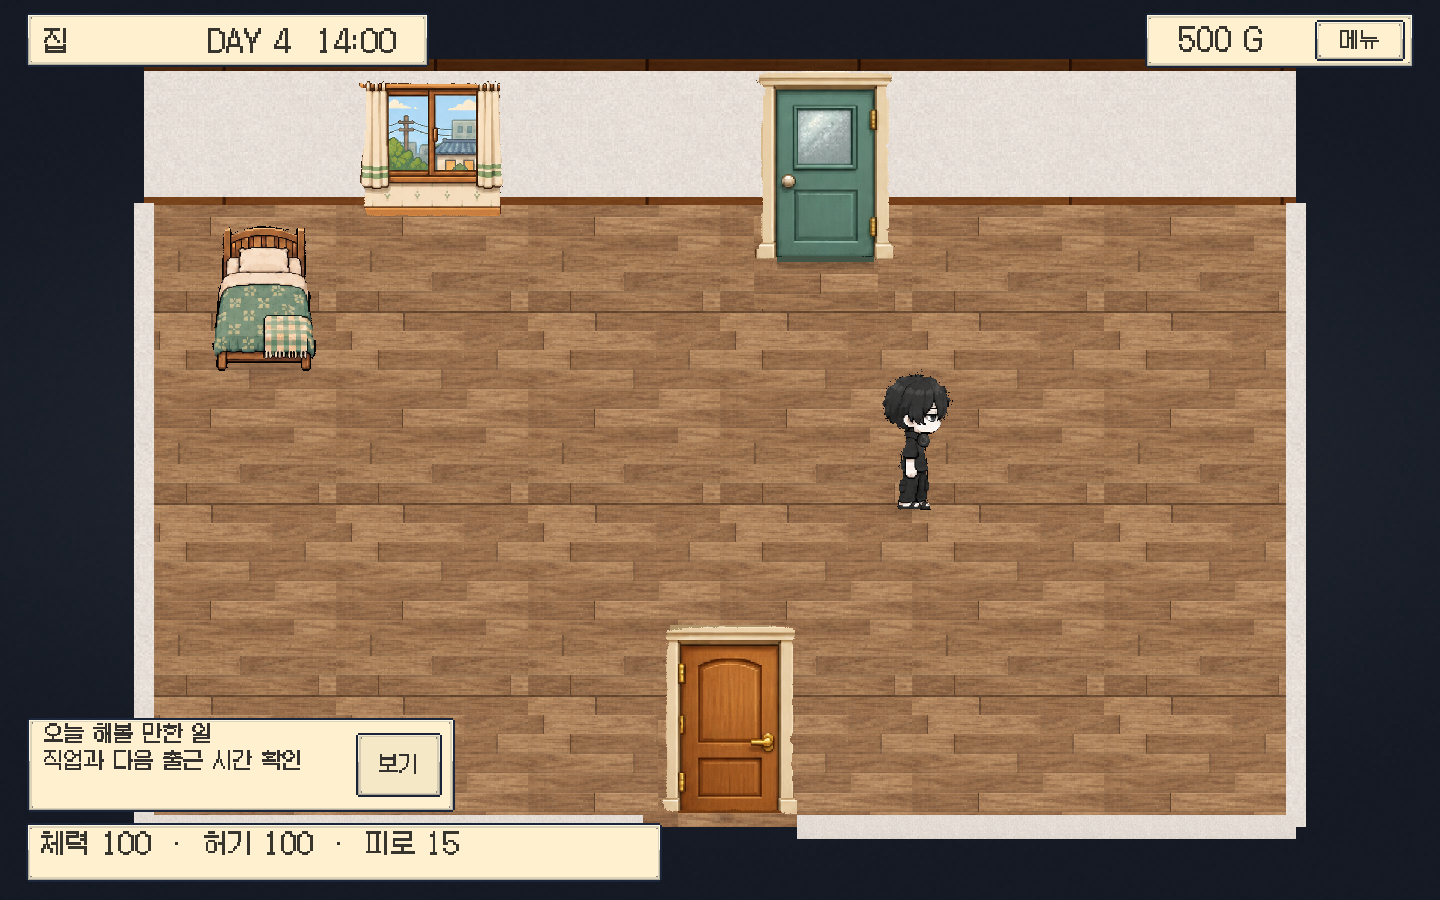 집 DAY 4 14:00
500 G 메뉴
오늘 해볼 만한 일
직업과 다음 출근 시간 확인
보기
체력 100 · 허기 100 · 피로 15